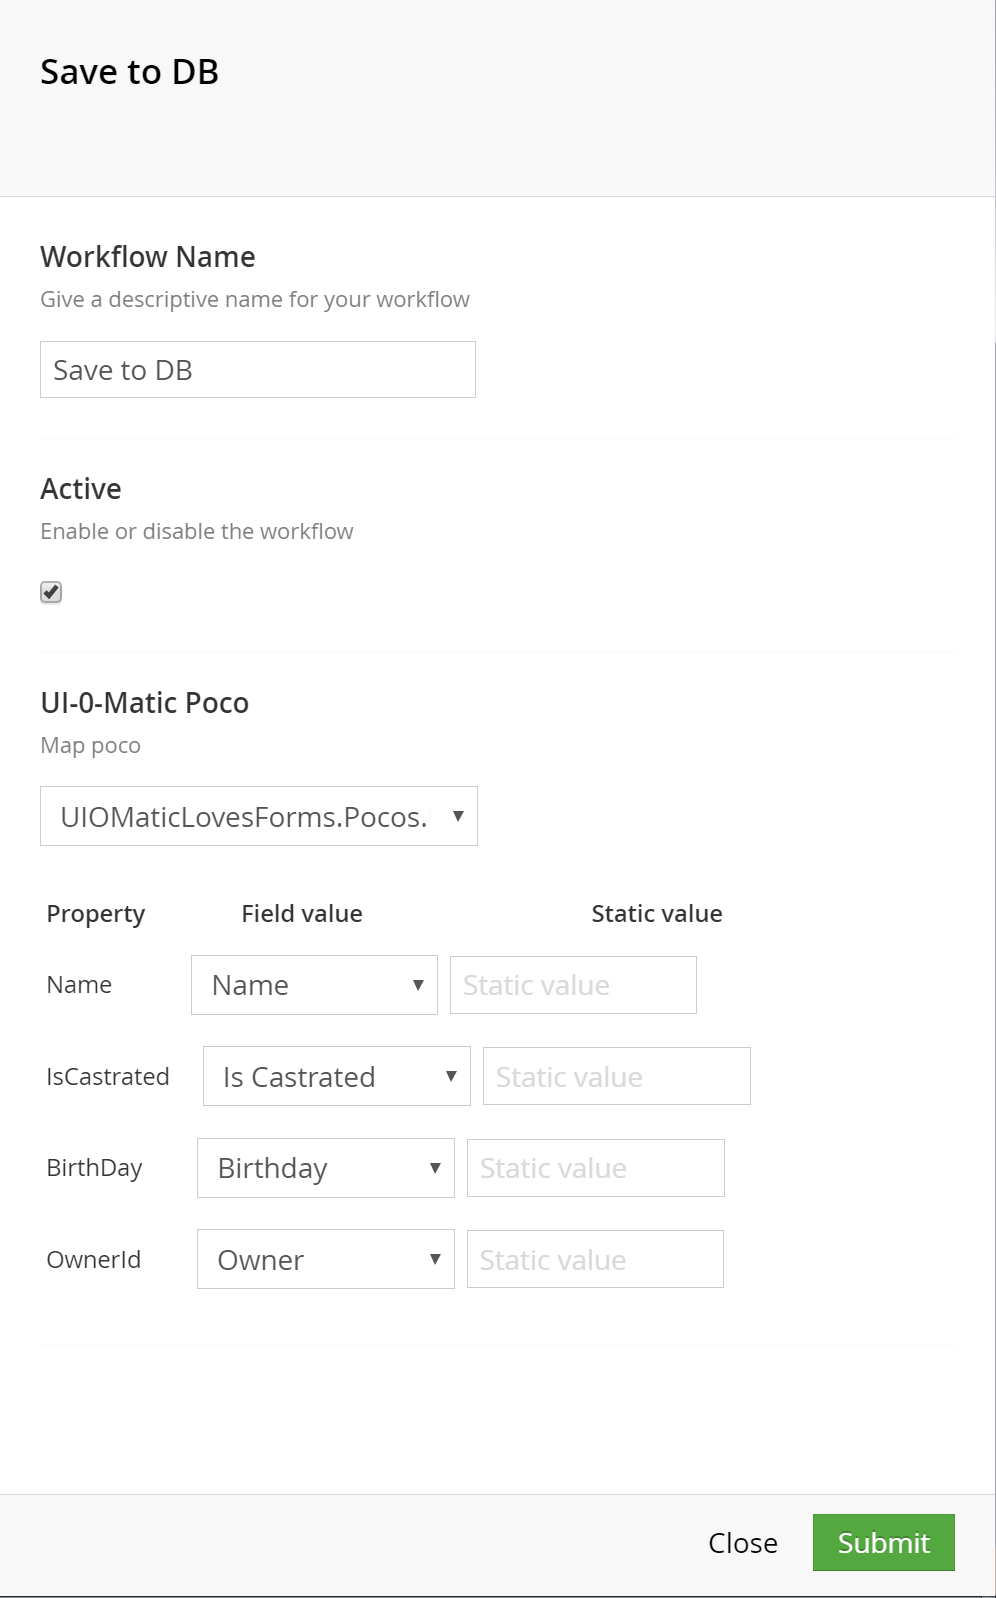 Save to DB
Workflow Name
Give a descriptive name for your workflow
Save to DB
Active
Enable or disable the workflow
UI-0-Matic Poco
Map poco
UIOMaticLovesForms.Pocos.
Property Field value Static value
Name Name Static value
IsCastrated Is Castrated Static value
BirthDay Birthday Static value
OwnerId Owner Static value
Close Submit